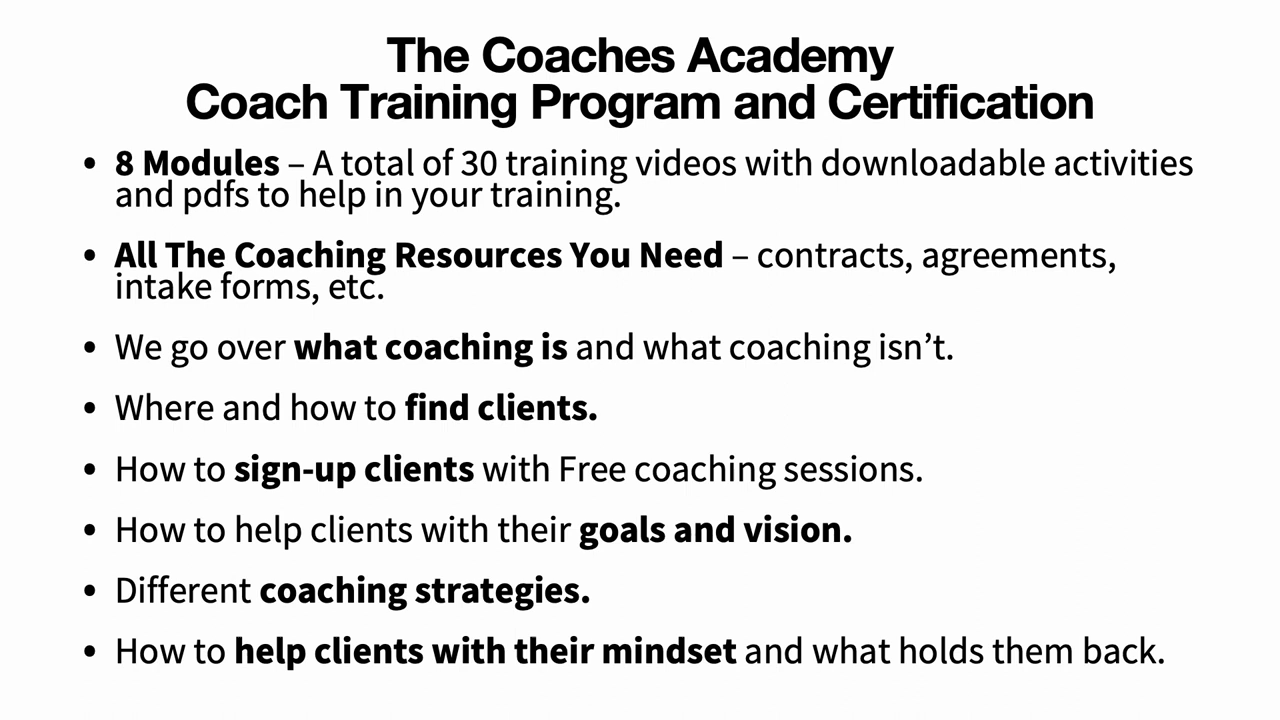 The Coaches Academy
Coach Training Program and Certification
• 8 Modules – A total of 30 training videos with downloadable activities
and pdfs to help in your training.
• All The Coaching Resources You Need – contracts, agreements,
intake forms, etc.
• We go over what coaching is and what coaching isn’t.
• Where and how to find clients.
• How to sign-up clients with Free coaching sessions.
• How to help clients with their goals and vision.
• Different coaching strategies.
• How to help clients with their mindset and what holds them back.